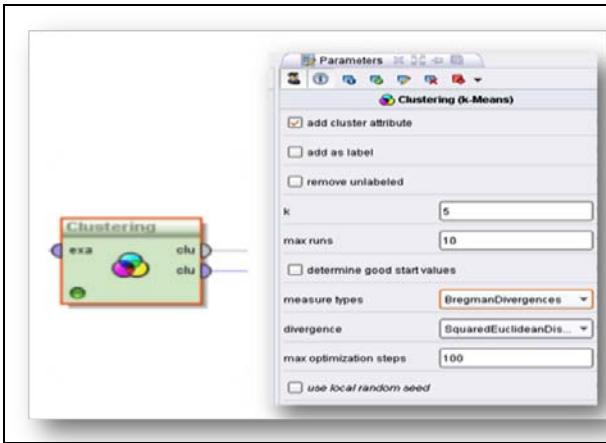 Parameters
Clustering (k-Means)
add cluster attribute
add as label
remove unlabeled
k 5
max runs 10
determine good start values
measure types BregmanDivergences
divergence SquaredEuclideanDis...
max optimization steps 100
use local random seed
Clustering
exa clu
clu